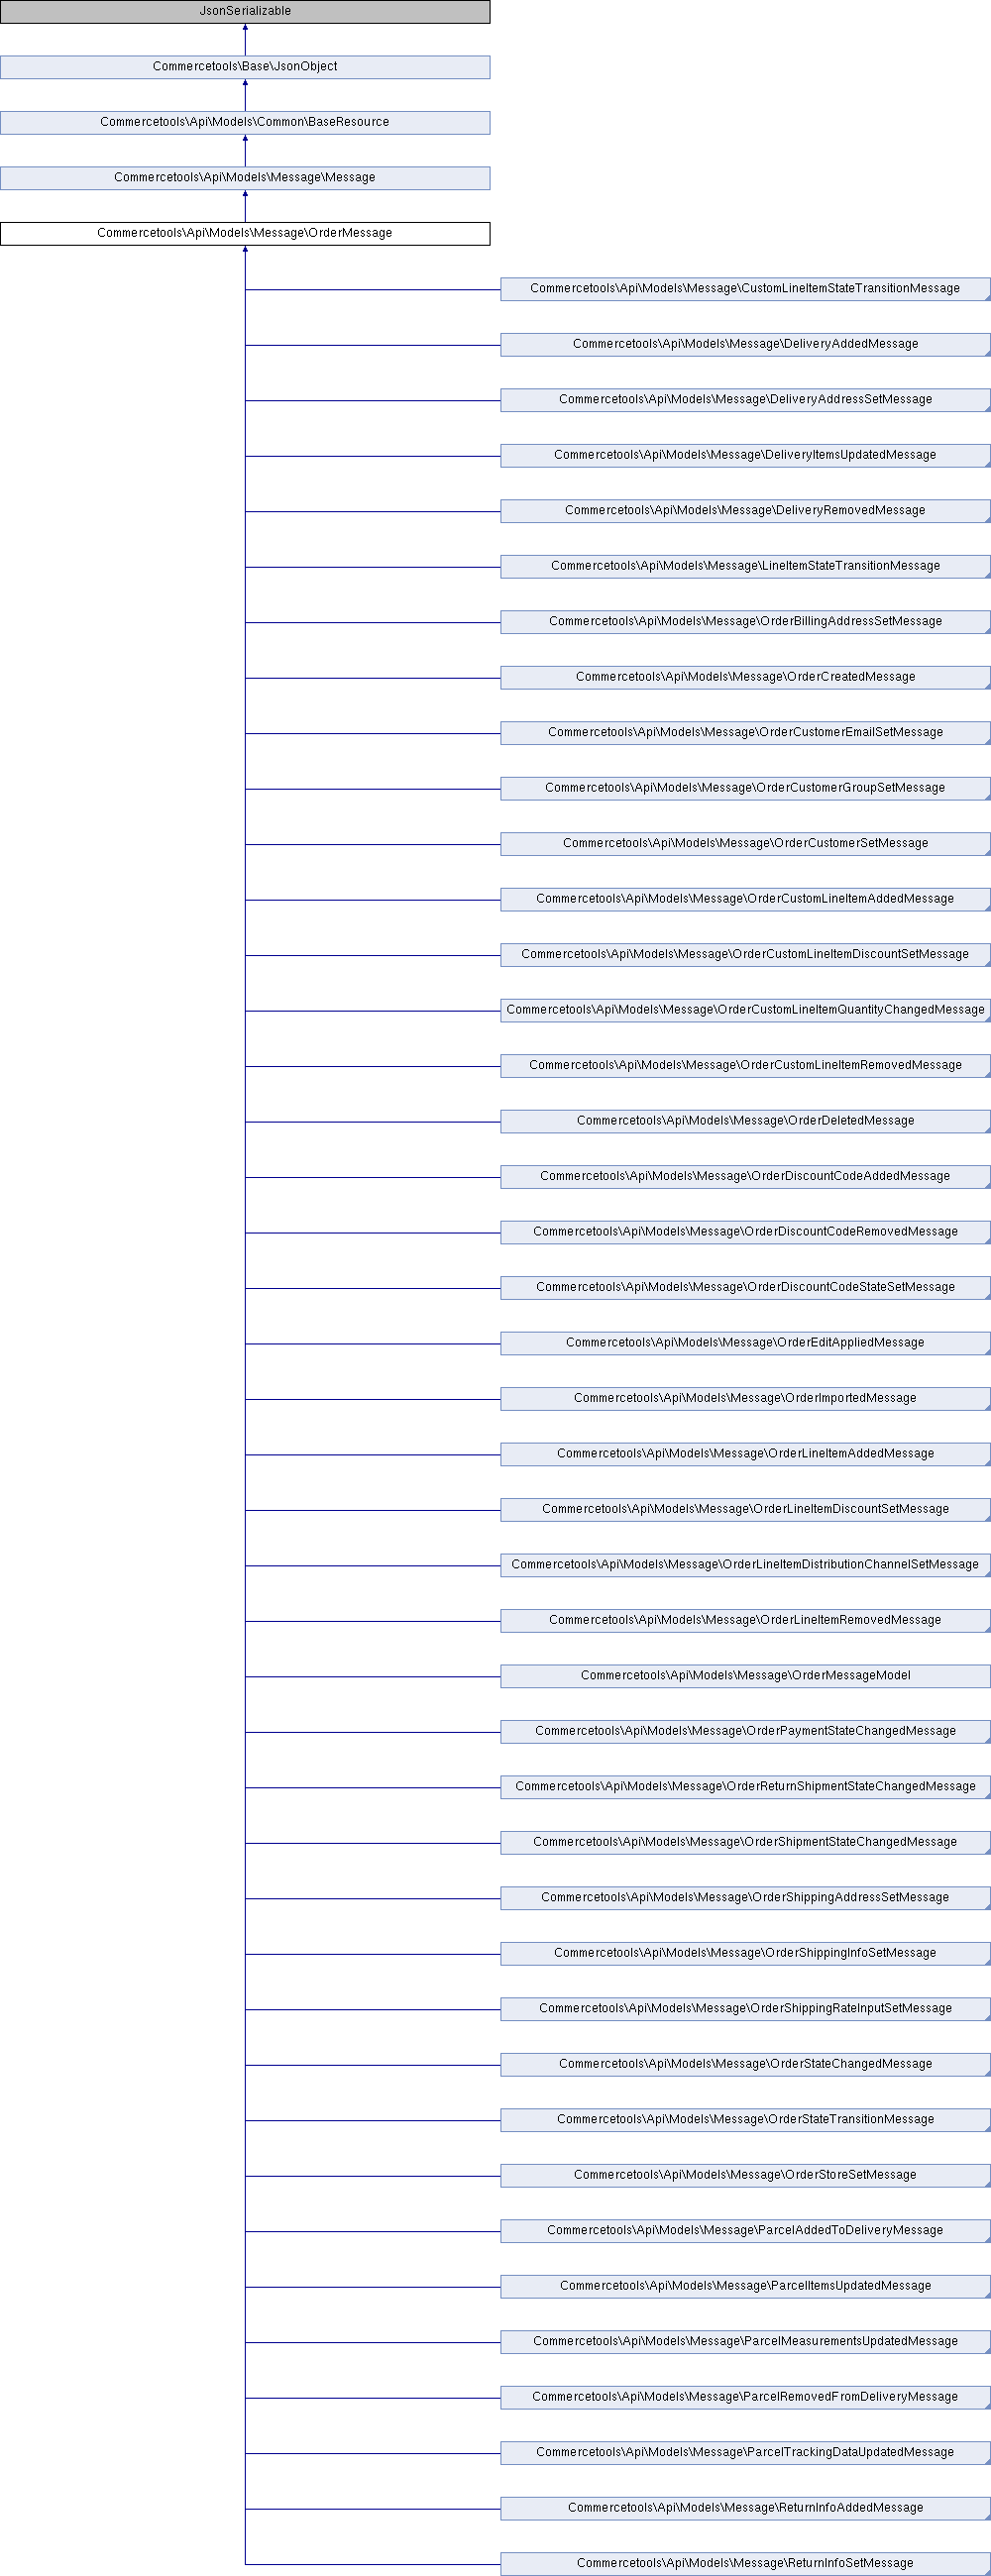 JsonSerializable
Commercetools\Base\JsonObject
Commercetools\Api\Models\Common\BaseResource
Commercetools\Api\Models\Message\Message
Commercetools\Api\Models\Message\OrderMessage
Commercetools\Api\Models\Message\CustomLineItemStateTransitionMessage
Commercetools\Api\Models\Message\DeliveryAddedMessage
Commercetools\Api\Models\Message\DeliveryAddressSetMessage
Commercetools\Api\Models\Message\DeliveryItemsUpdatedMessage
Commercetools\Api\Models\Message\DeliveryRemovedMessage
Commercetools\Api\Models\Message\LineItemStateTransitionMessage
Commercetools\Api\Models\Message\OrderBillingAddressSetMessage
Commercetools\Api\Models\Message\OrderCreatedMessage
Commercetools\Api\Models\Message\OrderCustomerEmailSetMessage
Commercetools\Api\Models\Message\OrderCustomerGroupSetMessage
Commercetools\Api\Models\Message\OrderCustomerSetMessage
Commercetools\Api\Models\Message\OrderCustomLineItemAddedMessage
Commercetools\Api\Models\Message\OrderCustomLineItemDiscountSetMessage
Commercetools\Api\Models\Message\OrderCustomLineItemQuantityChangedMessage
Commercetools\Api\Models\Message\OrderCustomLineItemRemovedMessage
Commercetools\Api\Models\Message\OrderDeletedMessage
Commercetools\Api\Models\Message\OrderDiscountCodeAddedMessage
Commercetools\Api\Models\Message\OrderDiscountCodeRemovedMessage
Commercetools\Api\Models\Message\OrderDiscountCodeStateSetMessage
Commercetools\Api\Models\Message\OrderEditAppliedMessage
Commercetools\Api\Models\Message\OrderImportedMessage
Commercetools\Api\Models\Message\OrderLineItemAddedMessage
Commercetools\Api\Models\Message\OrderLineItemDiscountSetMessage
Commercetools\Api\Models\Message\OrderLineItemDistributionChannelSetMessage
Commercetools\Api\Models\Message\OrderLineItemRemovedMessage
Commercetools\Api\Models\Message\OrderMessageModel
Commercetools\Api\Models\Message\OrderPaymentStateChangedMessage
Commercetools\Api\Models\Message\OrderReturnShipmentStateChangedMessage
Commercetools\Api\Models\Message\OrderShipmentStateChangedMessage
Commercetools\Api\Models\Message\OrderShippingAddressSetMessage
Commercetools\Api\Models\Message\OrderShippingInfoSetMessage
Commercetools\Api\Models\Message\OrderShippingRateInputSetMessage
Commercetools\Api\Models\Message\OrderStateChangedMessage
Commercetools\Api\Models\Message\OrderStateTransitionMessage
Commercetools\Api\Models\Message\OrderStoreSetMessage
Commercetools\Api\Models\Message\ParcelAddedToDeliveryMessage
Commercetools\Api\Models\Message\ParcelItemsUpdatedMessage
Commercetools\Api\Models\Message\ParcelMeasurementsUpdatedMessage
Commercetools\Api\Models\Message\ParcelRemovedFromDeliveryMessage
Commercetools\Api\Models\Message\ParcelTrackingDataUpdatedMessage
Commercetools\Api\Models\Message\ReturnInfoAddedMessage
Commercetools\Api\Models\Message\ReturnInfoSetMessage